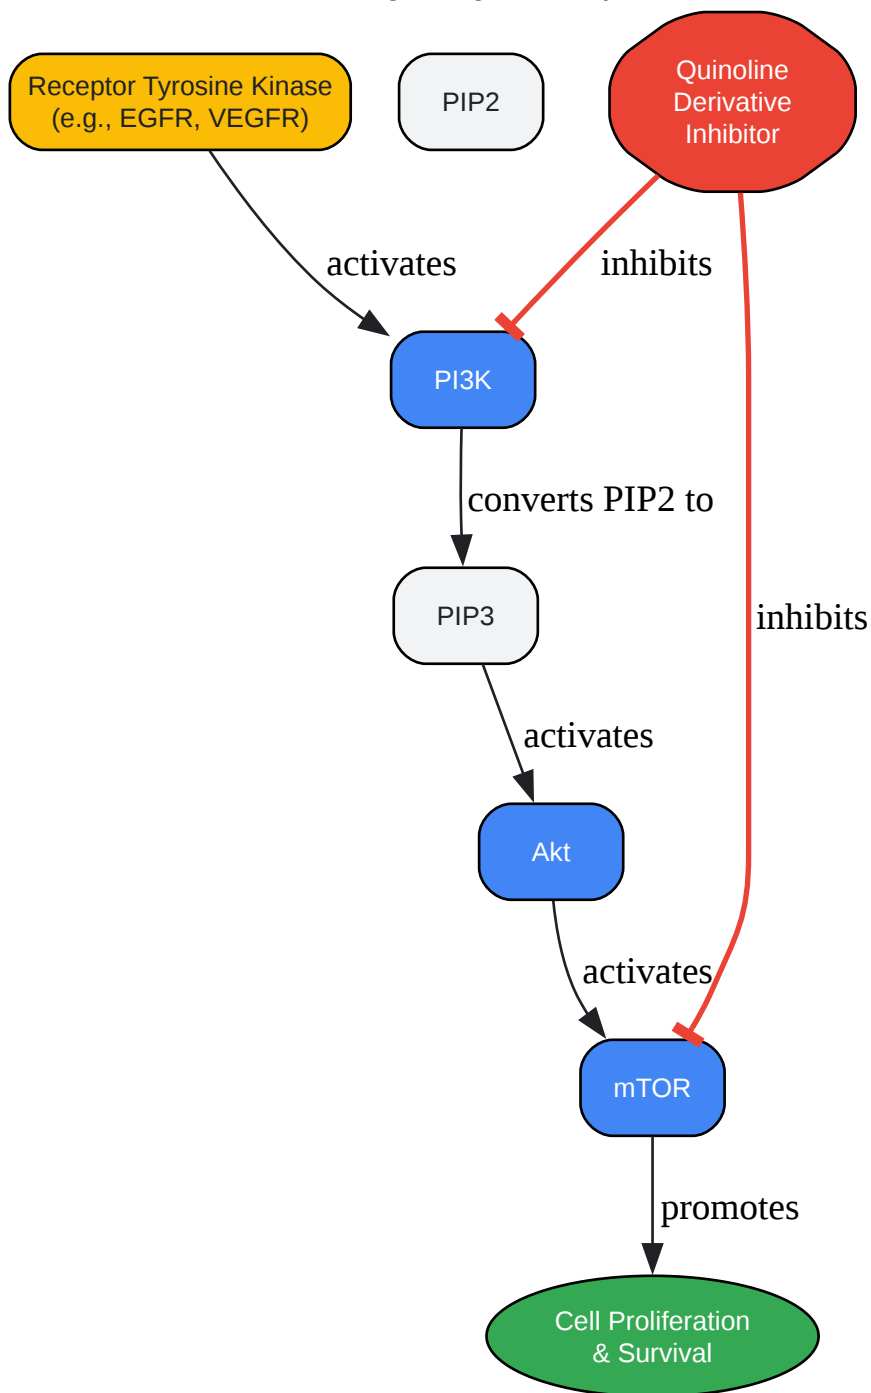 Receptor Tyrosine Kinase
(e.g., EGFR, VEGFR)
PIP2
Quinoline
Derivative
Inhibitor
activates
inhibits
PI3K
converts PIP2 to
PIP3
inhibits
activates
Akt
activates
mTOR
promotes
Cell Proliferation
& Survival